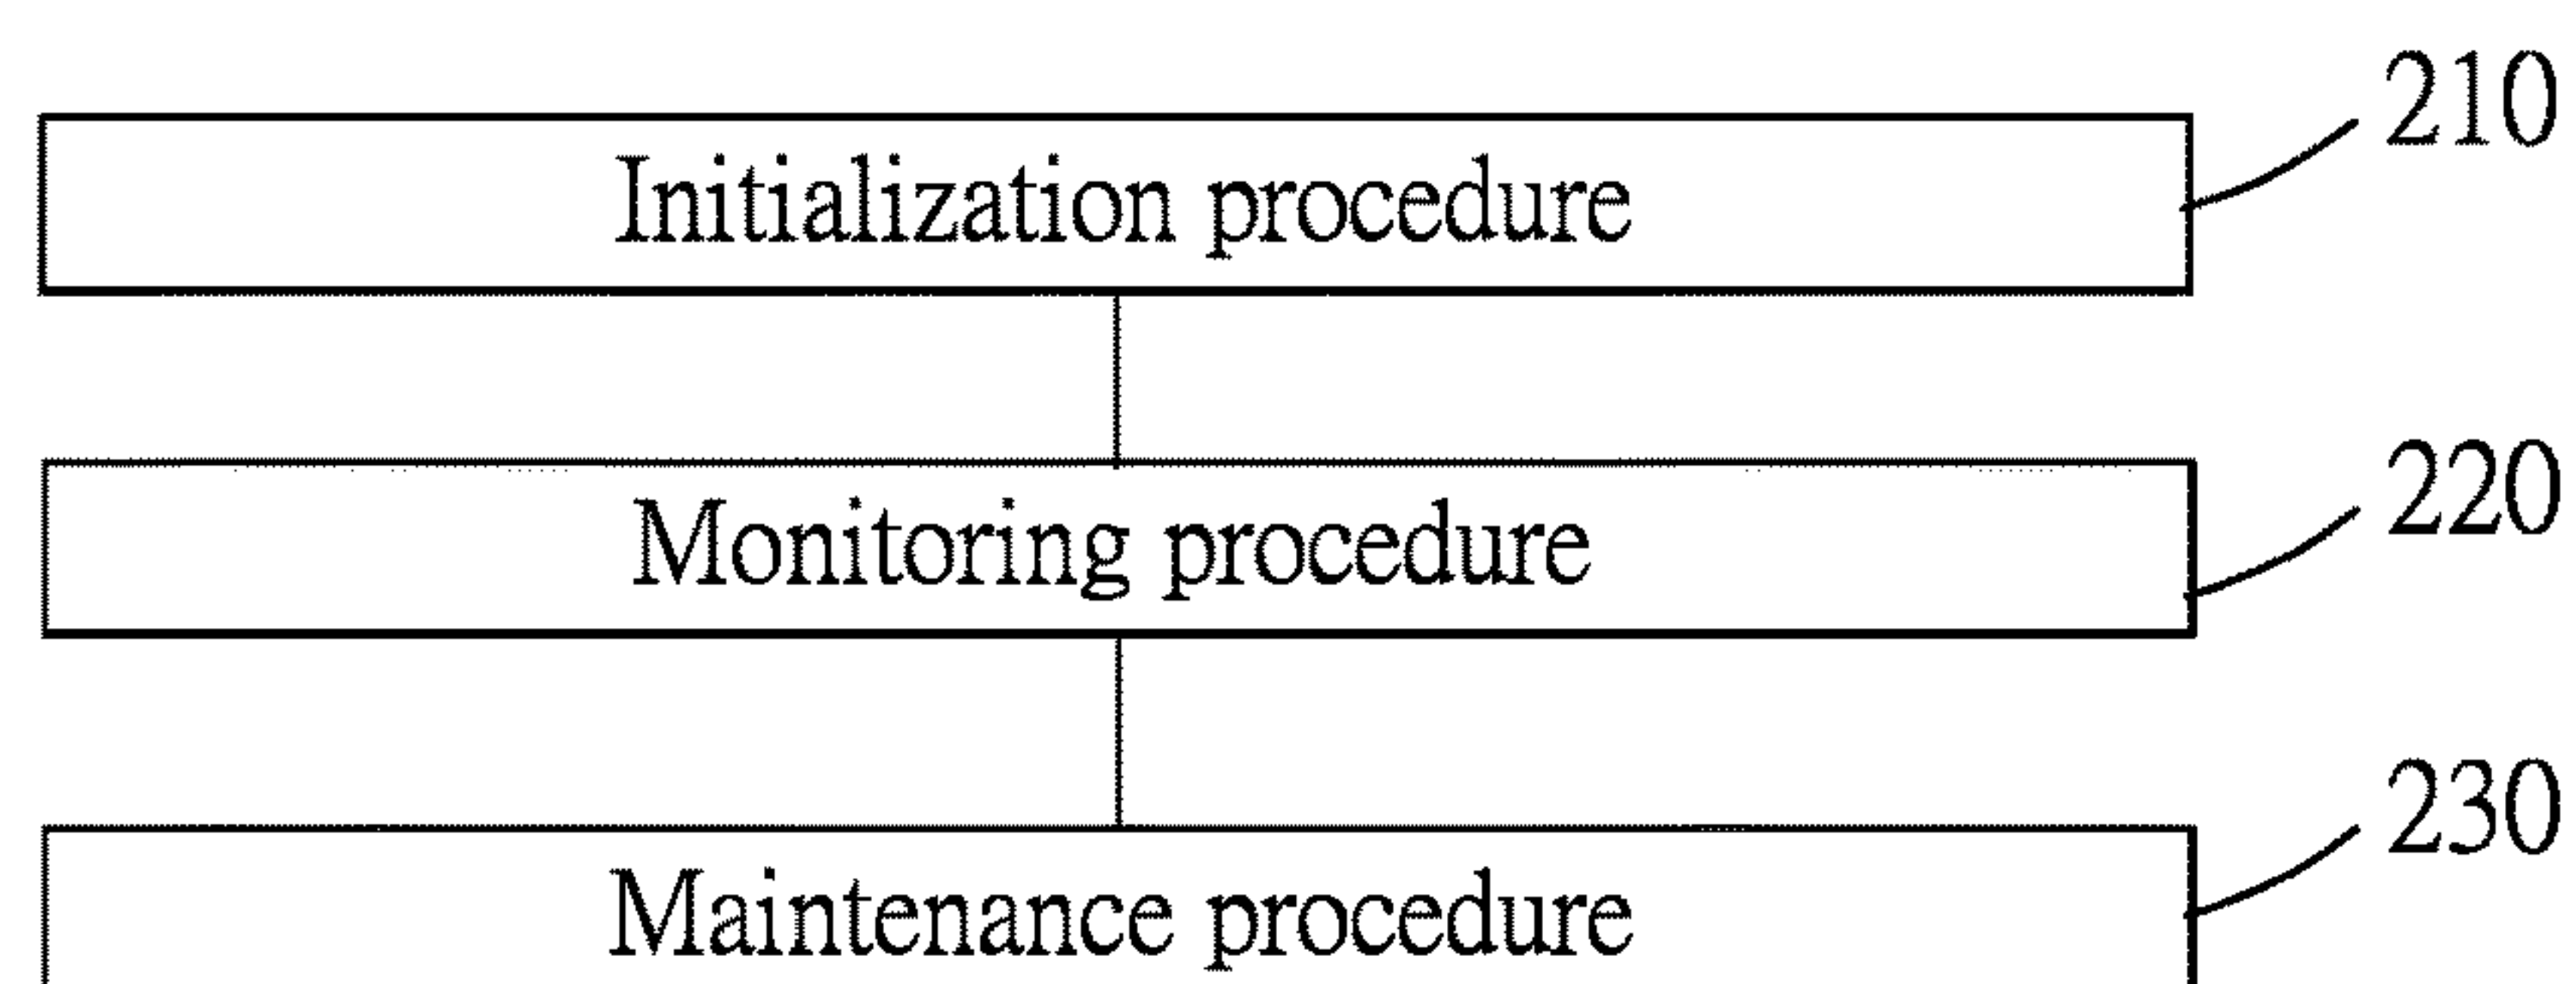 210
Initialization procedure
220
Monitoring procedure
230
Maintenance procedure